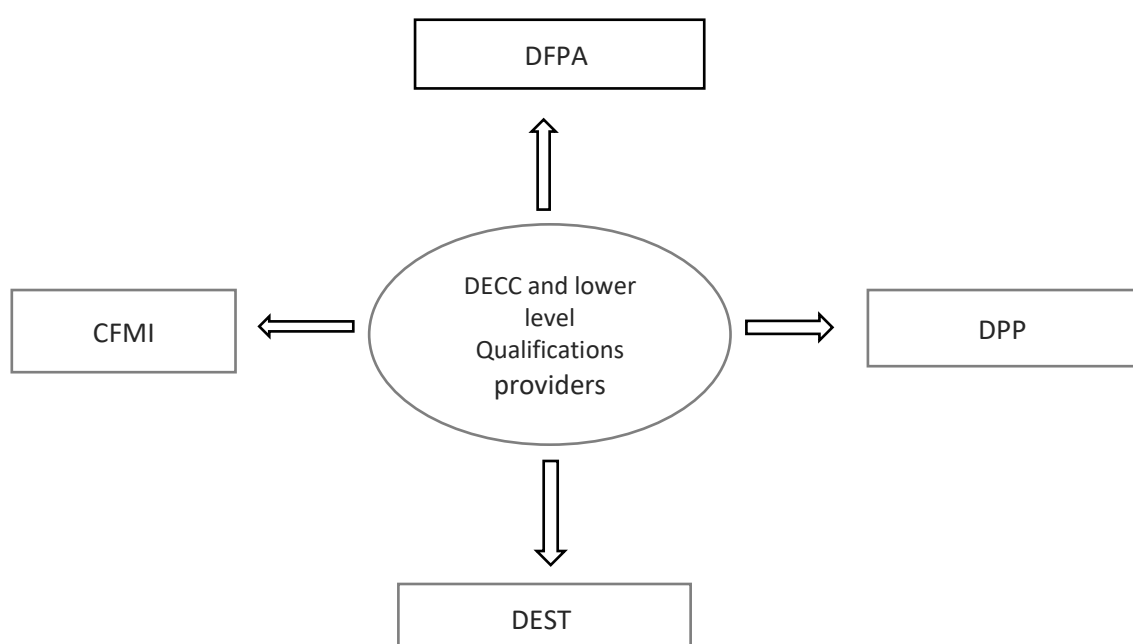 DFPA
DECC and lower
level
Qualifications
providers
CFMI
DPP
DEST